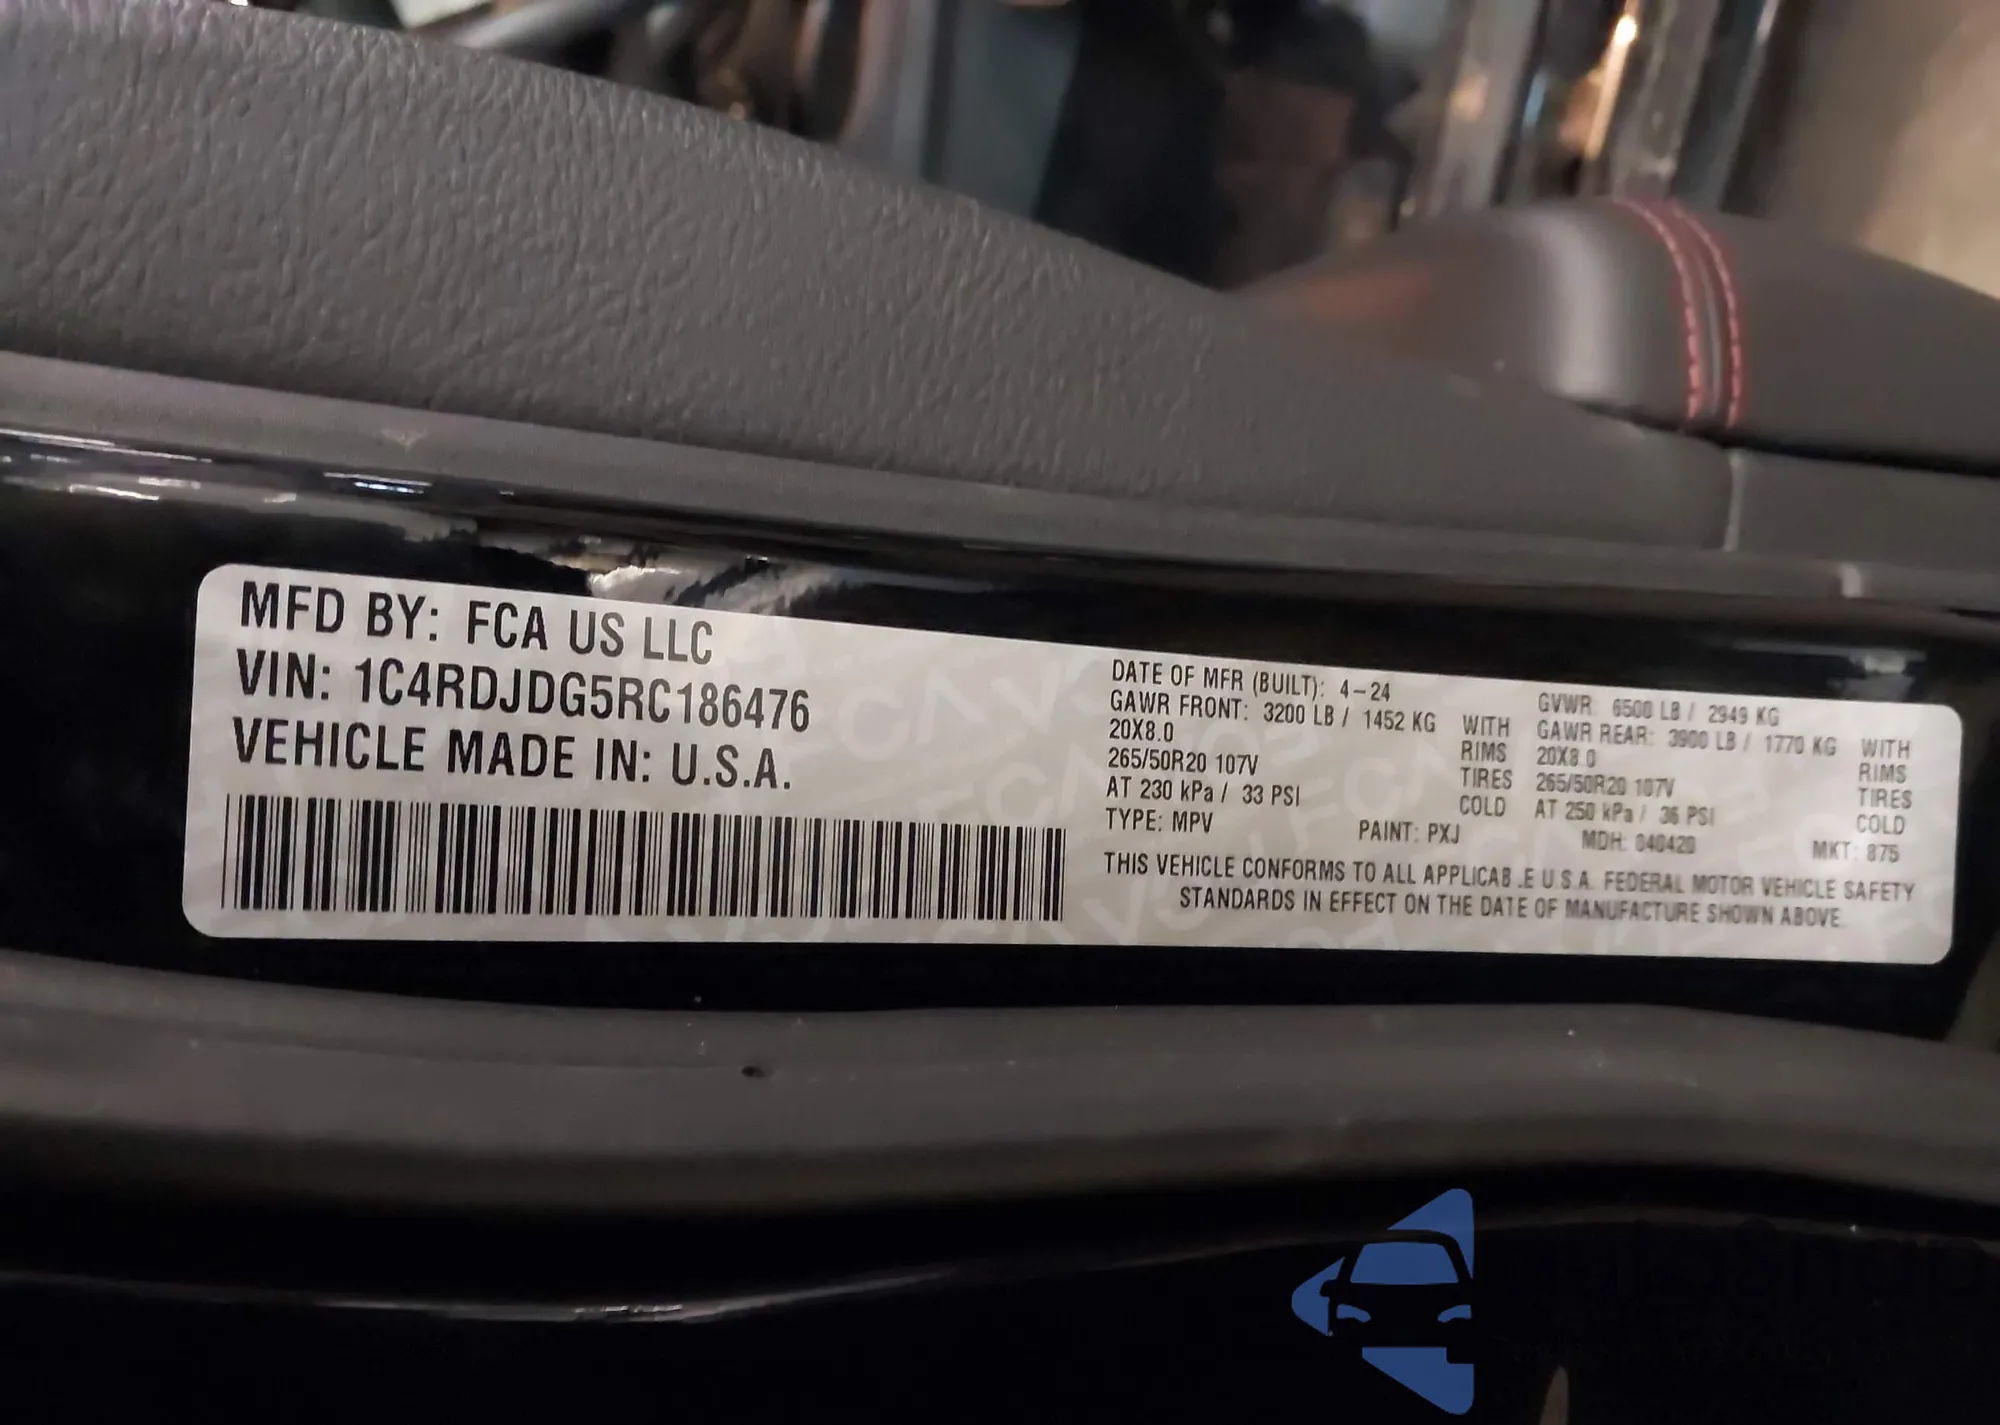 MFD BY: FCA US LLC
VIN: 1C4RDJDG5RC186476
VEHICLE MADE IN: U.S.A.
DATE OF MFR (BUILT): 4-24
GAWR FRONT: 3200 LB / 1452 KG WITH
20X8.0 RIMS
265/50R20 107V TIRES
AT 230 kPa / 33 PSI COLD
GVWR: 6500 LB / 2949 KG
GAWR REAR: 3900 LB / 1770 KG WITH
20X8.0 RIMS
265/50R20 107V TIRES
AT 250 kPa / 36 PSI COLD
TYPE: MPV PAINT: PXJ MDH: 040420 MKT: 875
THIS VEHICLE CONFORMS TO ALL APPLICAB.E U.S.A. FEDERAL MOTOR VEHICLE SAFETY
STANDARDS IN EFFECT ON THE DATE OF MANUFACTURE SHOWN ABOVE.